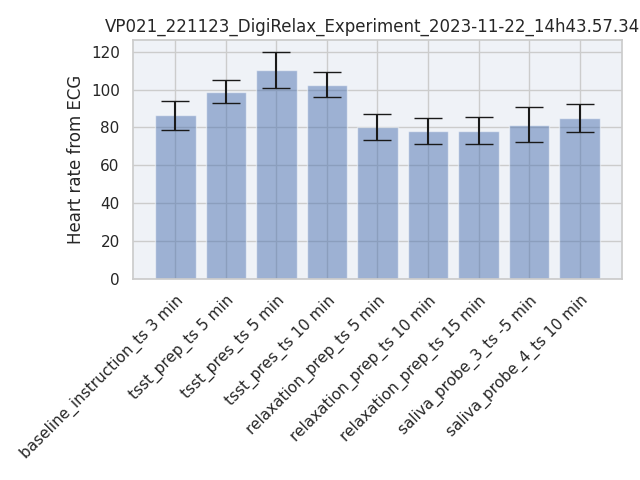 VP021_221123_DigiRelax_Experiment_2023-11-22_14h43.57.34
Heart rate from ECG
120
100
80
60
40
20
0
baseline_instruction_ts 3 min
tsst_prep_ts 5 min
tsst_pres_ts 5 min
tsst_pres_ts 10 min
relaxation_prep_ts 5 min
relaxation_prep_ts 10 min
relaxation_prep_ts 15 min
saliva_probe_3_ts -5 min
saliva_probe_4_ts 10 min